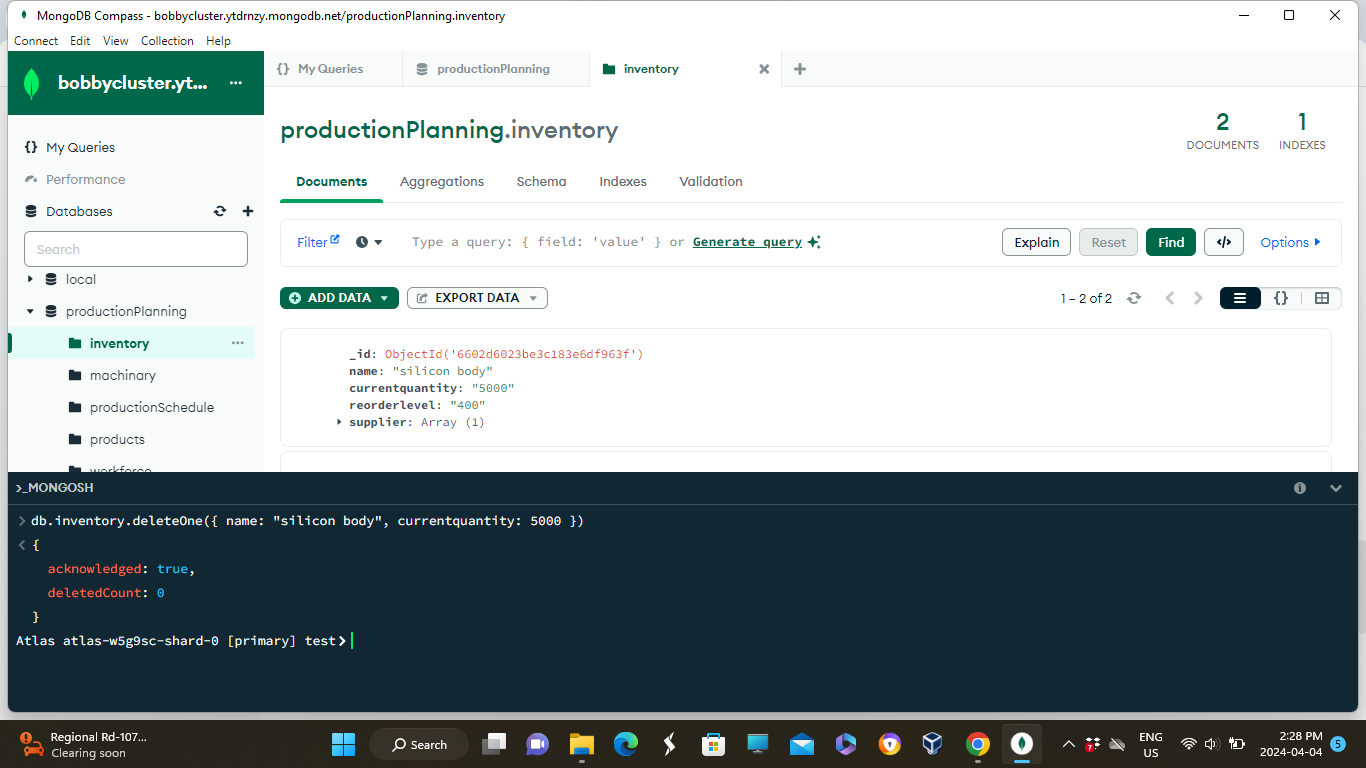 MongoDB Compass - bobbycluster.ytdrnzy.mongodb.net/productionPlanning.inventory
Connect Edit View Collection Help
bobbycluster.yt...
My Queries
productionPlanning
inventory
My Queries
Performance
Databases
Search
local
productionPlanning
inventory
machinary
productionSchedule
products
workforce
productionPlanning.inventory
2
DOCUMENTS
1
INDEXES
Documents Aggregations Schema Indexes Validation
Filter Type a query: { field: 'value' } or Generate query Explain Reset Find </> Options
ADD DATA EXPORT DATA 1 – 2 of 2 {}
_id: ObjectId('6602d6023be3c183e6df963f')
name: "silicon body"
currentquantity: "5000"
reorderlevel: "400"
supplier: Array (1)
>_MONGOSH
> db.inventory.deleteOne({ name: "silicon body", currentquantity: 5000 })
< {
acknowledged: true,
deletedCount: 0
}
Atlas atlas-w5g9sc-shard-0 [primary] test>
Regional Rd-107...
Clearing soon
Search
7
ENG
US
2:28 PM
2024-04-04
5